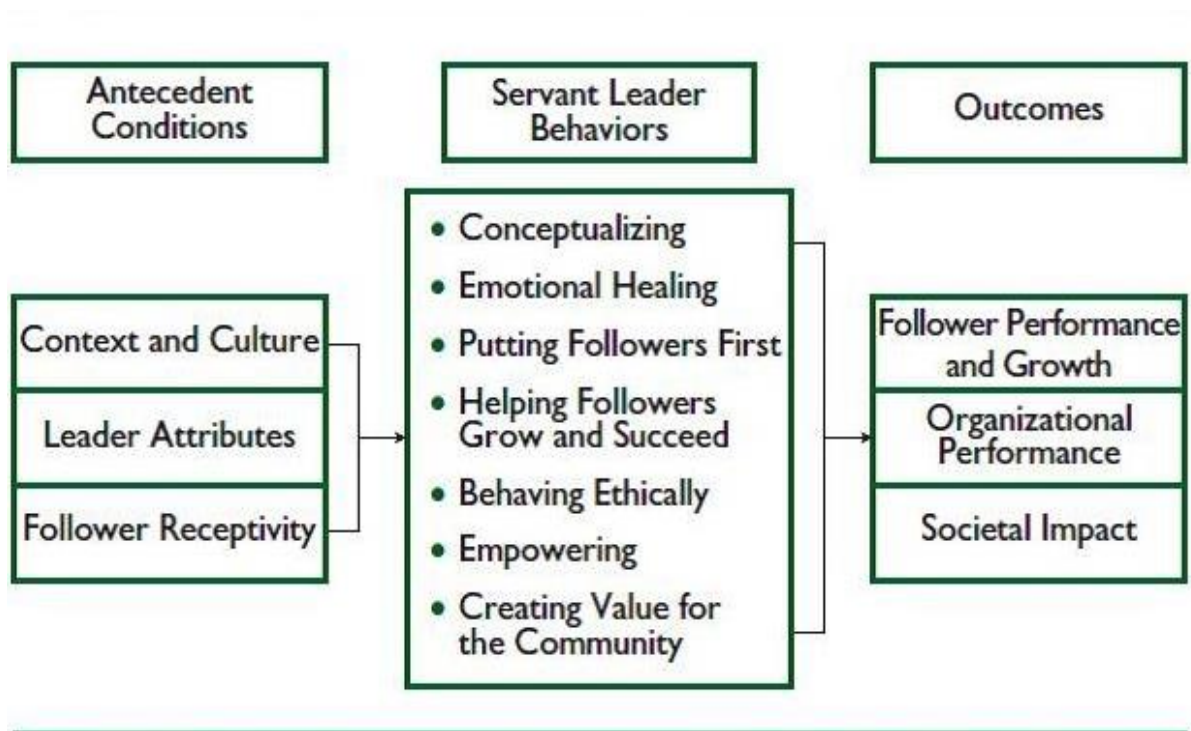 Antecedent
Conditions
Servant Leader
Behaviors
Outcomes
Context and Culture
Leader Attributes
Follower Receptivity
• Conceptualizing
• Emotional Healing
• Putting Followers First
• Helping Followers
Grow and Succeed
• Behaving Ethically
• Empowering
• Creating Value for
the Community
Follower Performance
and Growth
Organizational
Performance
Societal Impact